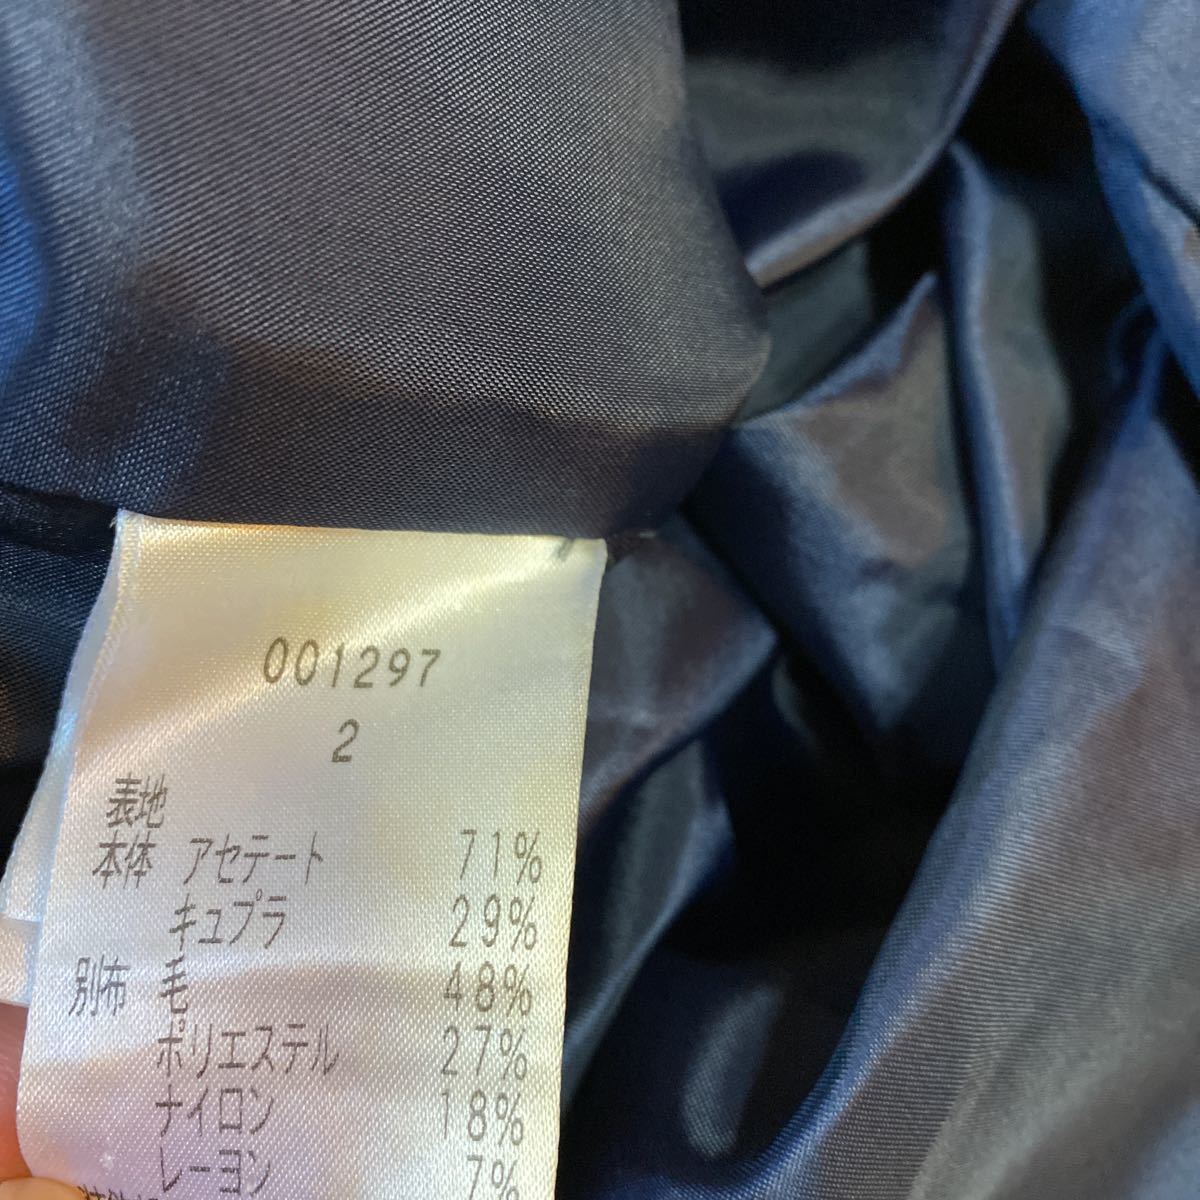 001297
2
表地
本体 アセテート 71%
キュプラ 29%
別布 毛 48%
ポリエステル 27%
ナイロン 18%
レーヨン 7%